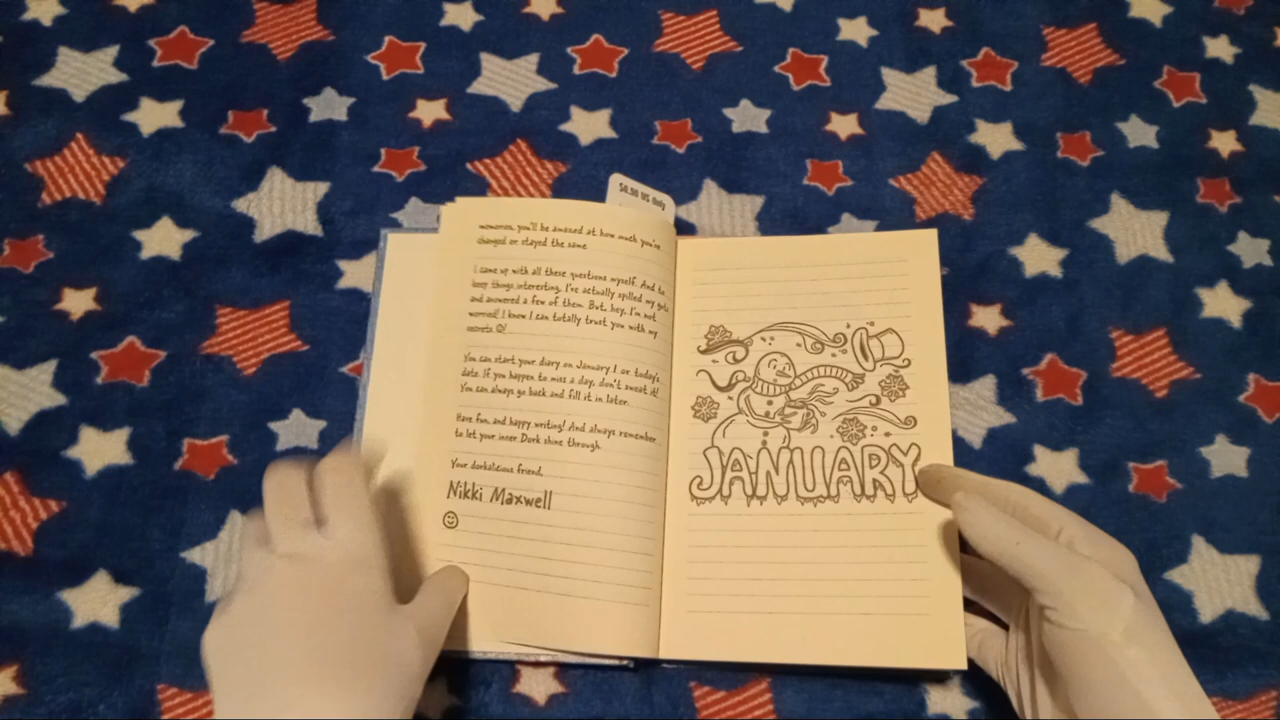 $0.50 US Only
memories, you'll be amazed at how much you've
changed or stayed the same.
I came up with all these questions myself. And to
keep things interesting, I've actually spilled my guts
and answered a few of them. But, hey, I'm not
worried! I know I can totally trust you with my
secrets ☺!
You can start your diary on January 1 or today's
date. If you happen to miss a day, don't sweat it!
You can always go back and fill it in later.
Have fun, and happy writing! And always remember
to let your inner Dork shine through.
Your dorkalicious friend,
Nikki Maxwell
☺
JANUARY